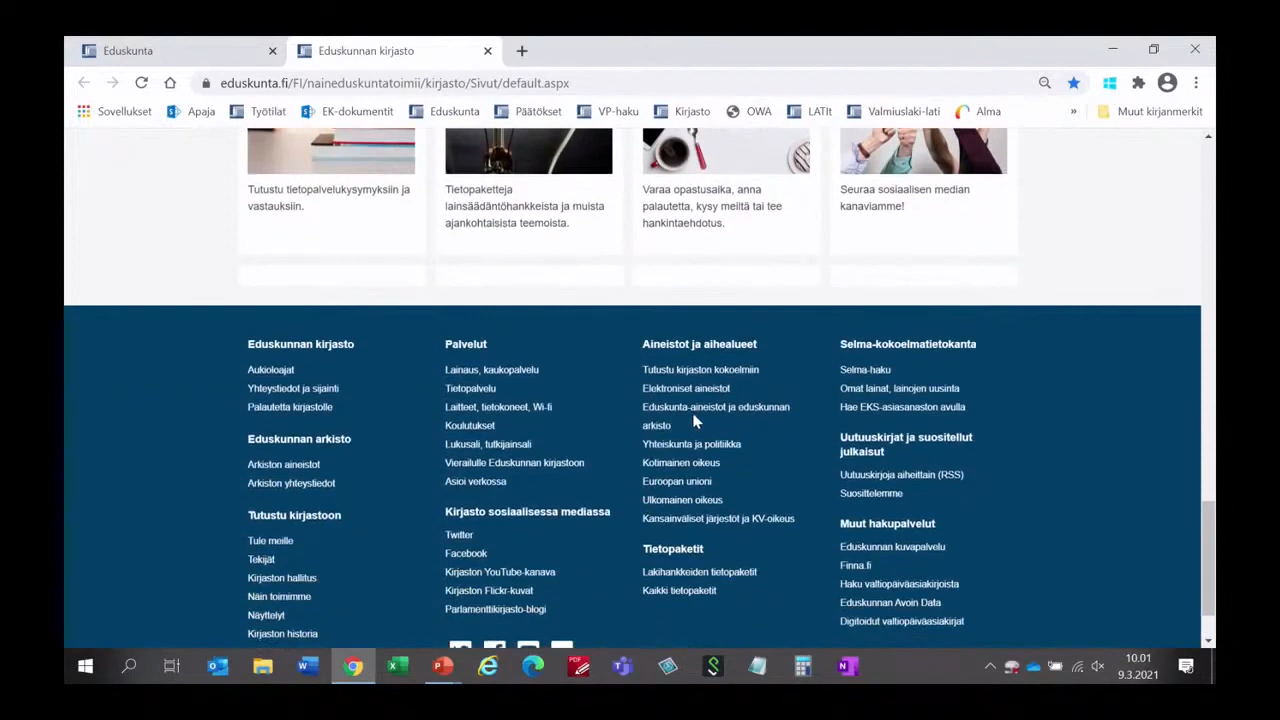 Eduskunta
Eduskunnan kirjasto
eduskunta.fi/FI/naineduskuntatoimii/kirjasto/Sivut/default.aspx
Sovellukset
Apaja
Työtilat
EK-dokumentit
Eduskunta
Päätökset
VP-haku
Kirjasto
OWA
LATIt
Valmiuslaki-lati
Alma
»
Muut kirjanmerkit
Tutustu tietopalvelukysymyksiin ja
vastauksiin.
Tietopaketteja
lainsäädäntöhankkeista ja muista
ajankohtaisista teemoista.
Varaa opastusaika, anna
palautetta, kysy meiltä tai tee
hankintaehdotus.
Seuraa sosiaalisen median
kanaviamme!
Eduskunnan kirjasto
Aukioloajat
Yhteystiedot ja sijainti
Palautetta kirjastolle
Eduskunnan arkisto
Arkiston aineistot
Arkiston yhteystiedot
Tutustu kirjastoon
Tule meille
Tekijät
Kirjaston hallitus
Näin toimimme
Näyttelyt
Kirjaston historia
Palvelut
Lainaus, kaukopalvelu
Tietopalvelu
Laitteet, tietokoneet, Wi-fi
Koulutukset
Lukusali, tutkijainsali
Vierailulle Eduskunnan kirjastoon
Asioi verkossa
Kirjasto sosiaalisessa mediassa
Twitter
Facebook
Kirjaston YouTube-kanava
Kirjaston Flickr-kuvat
Parlamenttikirjasto-blogi
Aineistot ja aihealueet
Tutustu kirjaston kokoelmiin
Elektroniset aineistot
Eduskunta-aineistot ja eduskunnan
arkisto
Yhteiskunta ja politiikka
Kotimainen oikeus
Euroopan unioni
Ulkomainen oikeus
Kansainväliset järjestöt ja KV-oikeus
Tietopaketit
Lakihankkeiden tietopaketit
Kaikki tietopaketit
Selma-kokoelmatietokanta
Selma-haku
Omat lainat, lainojen uusinta
Hae EKS-asiasanaston avulla
Uutuuskirjat ja suositellut
julkaisut
Uutuuskirjoja aiheittain (RSS)
Suosittelemme
Muut hakupalvelut
Eduskunnan kuvapalvelu
Finna.fi
Haku valtiopäiväasiakirjoista
Eduskunnan Avoin Data
Digitoidut valtiopäiväasiakirjat
10.01
9.3.2021